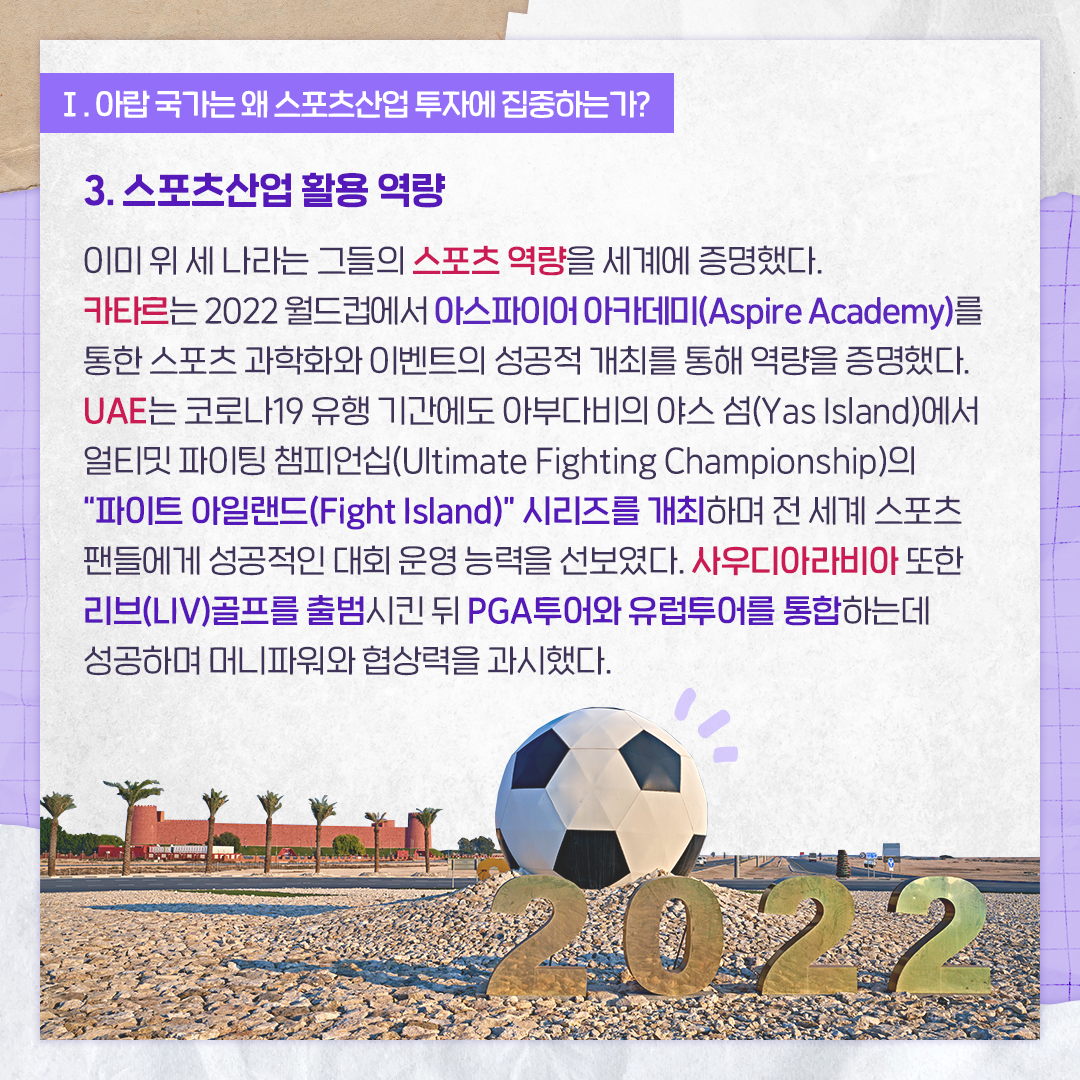 Ⅰ. 아랍 국가는 왜 스포츠산업 투자에 집중하는가?
3. 스포츠산업 활용 역량
이미 위 세 나라는 그들의 스포츠 역량을 세계에 증명했다.
카타르는 2022 월드컵에서 아스파이어 아카데미(Aspire Academy)를
통한 스포츠 과학화와 이벤트의 성공적 개최를 통해 역량을 증명했다.
UAE는 코로나19 유행 기간에도 아부다비의 야스 섬(Yas Island)에서
얼티밋 파이팅 챔피언십(Ultimate Fighting Championship)의
“파이트 아일랜드(Fight Island)” 시리즈를 개최하며 전 세계 스포츠
팬들에게 성공적인 대회 운영 능력을 선보였다. 사우디아라비아 또한
리브(LIV)골프를 출범시킨 뒤 PGA투어와 유럽투어를 통합하는데
성공하며 머니파워와 협상력을 과시했다.
2022